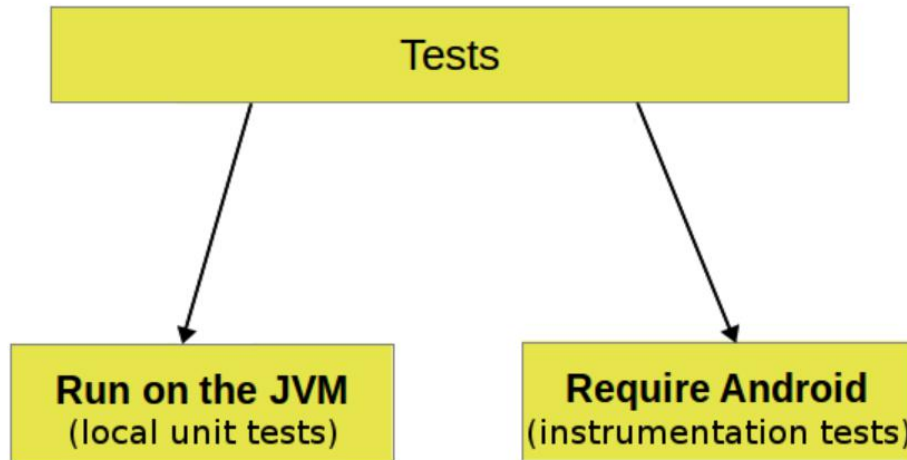 Tests
Run on the JVM
(local unit tests)
Require Android
(instrumentation tests)